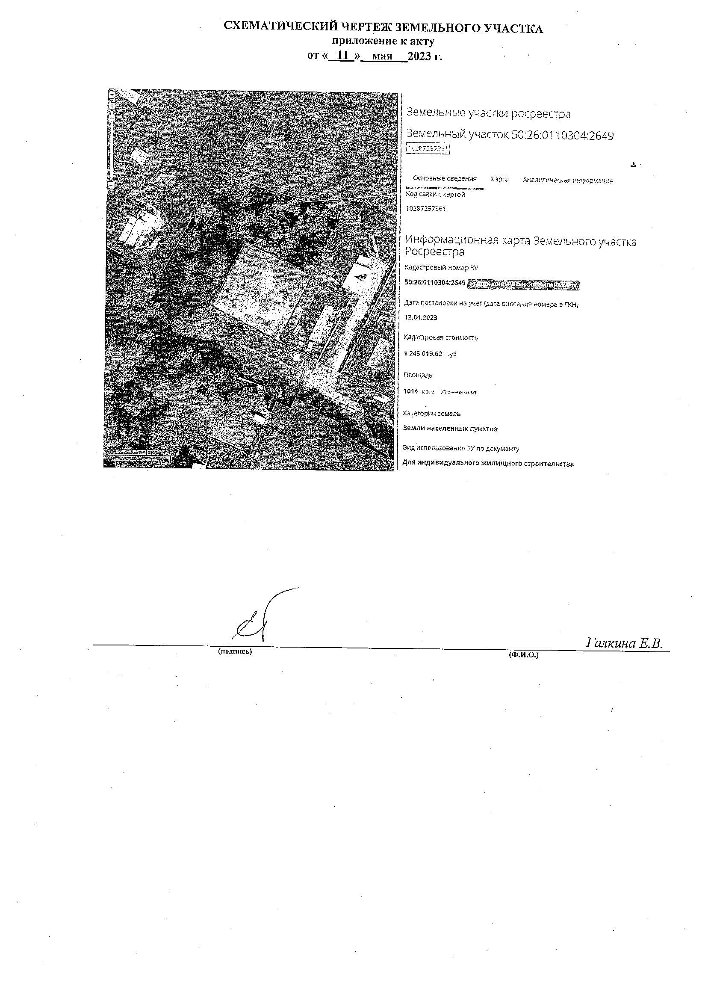 СХЕМАТИЧЕСКИЙ ЧЕРТЕЖ ЗЕМЕЛЬНОГО УЧАСТКА
приложение к акту
от « 11 » мая 2023 г.
Земельные участки росреестра
Земельный участок 50:26:0110304:2649
10287257361
Основные сведения Карта Аналитическая информация
Код связи с картой
10287257361
Информационная карта Земельного участка
Росреестра
Кадастровый номер ЗУ
50:26:0110304:2649
Дата постановки на учет (дата внесения номера в ГКН)
12.04.2023
Кадастровая стоимость
1 245 019,62 руб
Площадь
1014 кв.м Уточненная
Категории земель
Земли населенных пунктов
Вид использования ЗУ по документу
Для индивидуального жилищного строительства
Галкина Е.В.
(подпись) (Ф.И.О.)